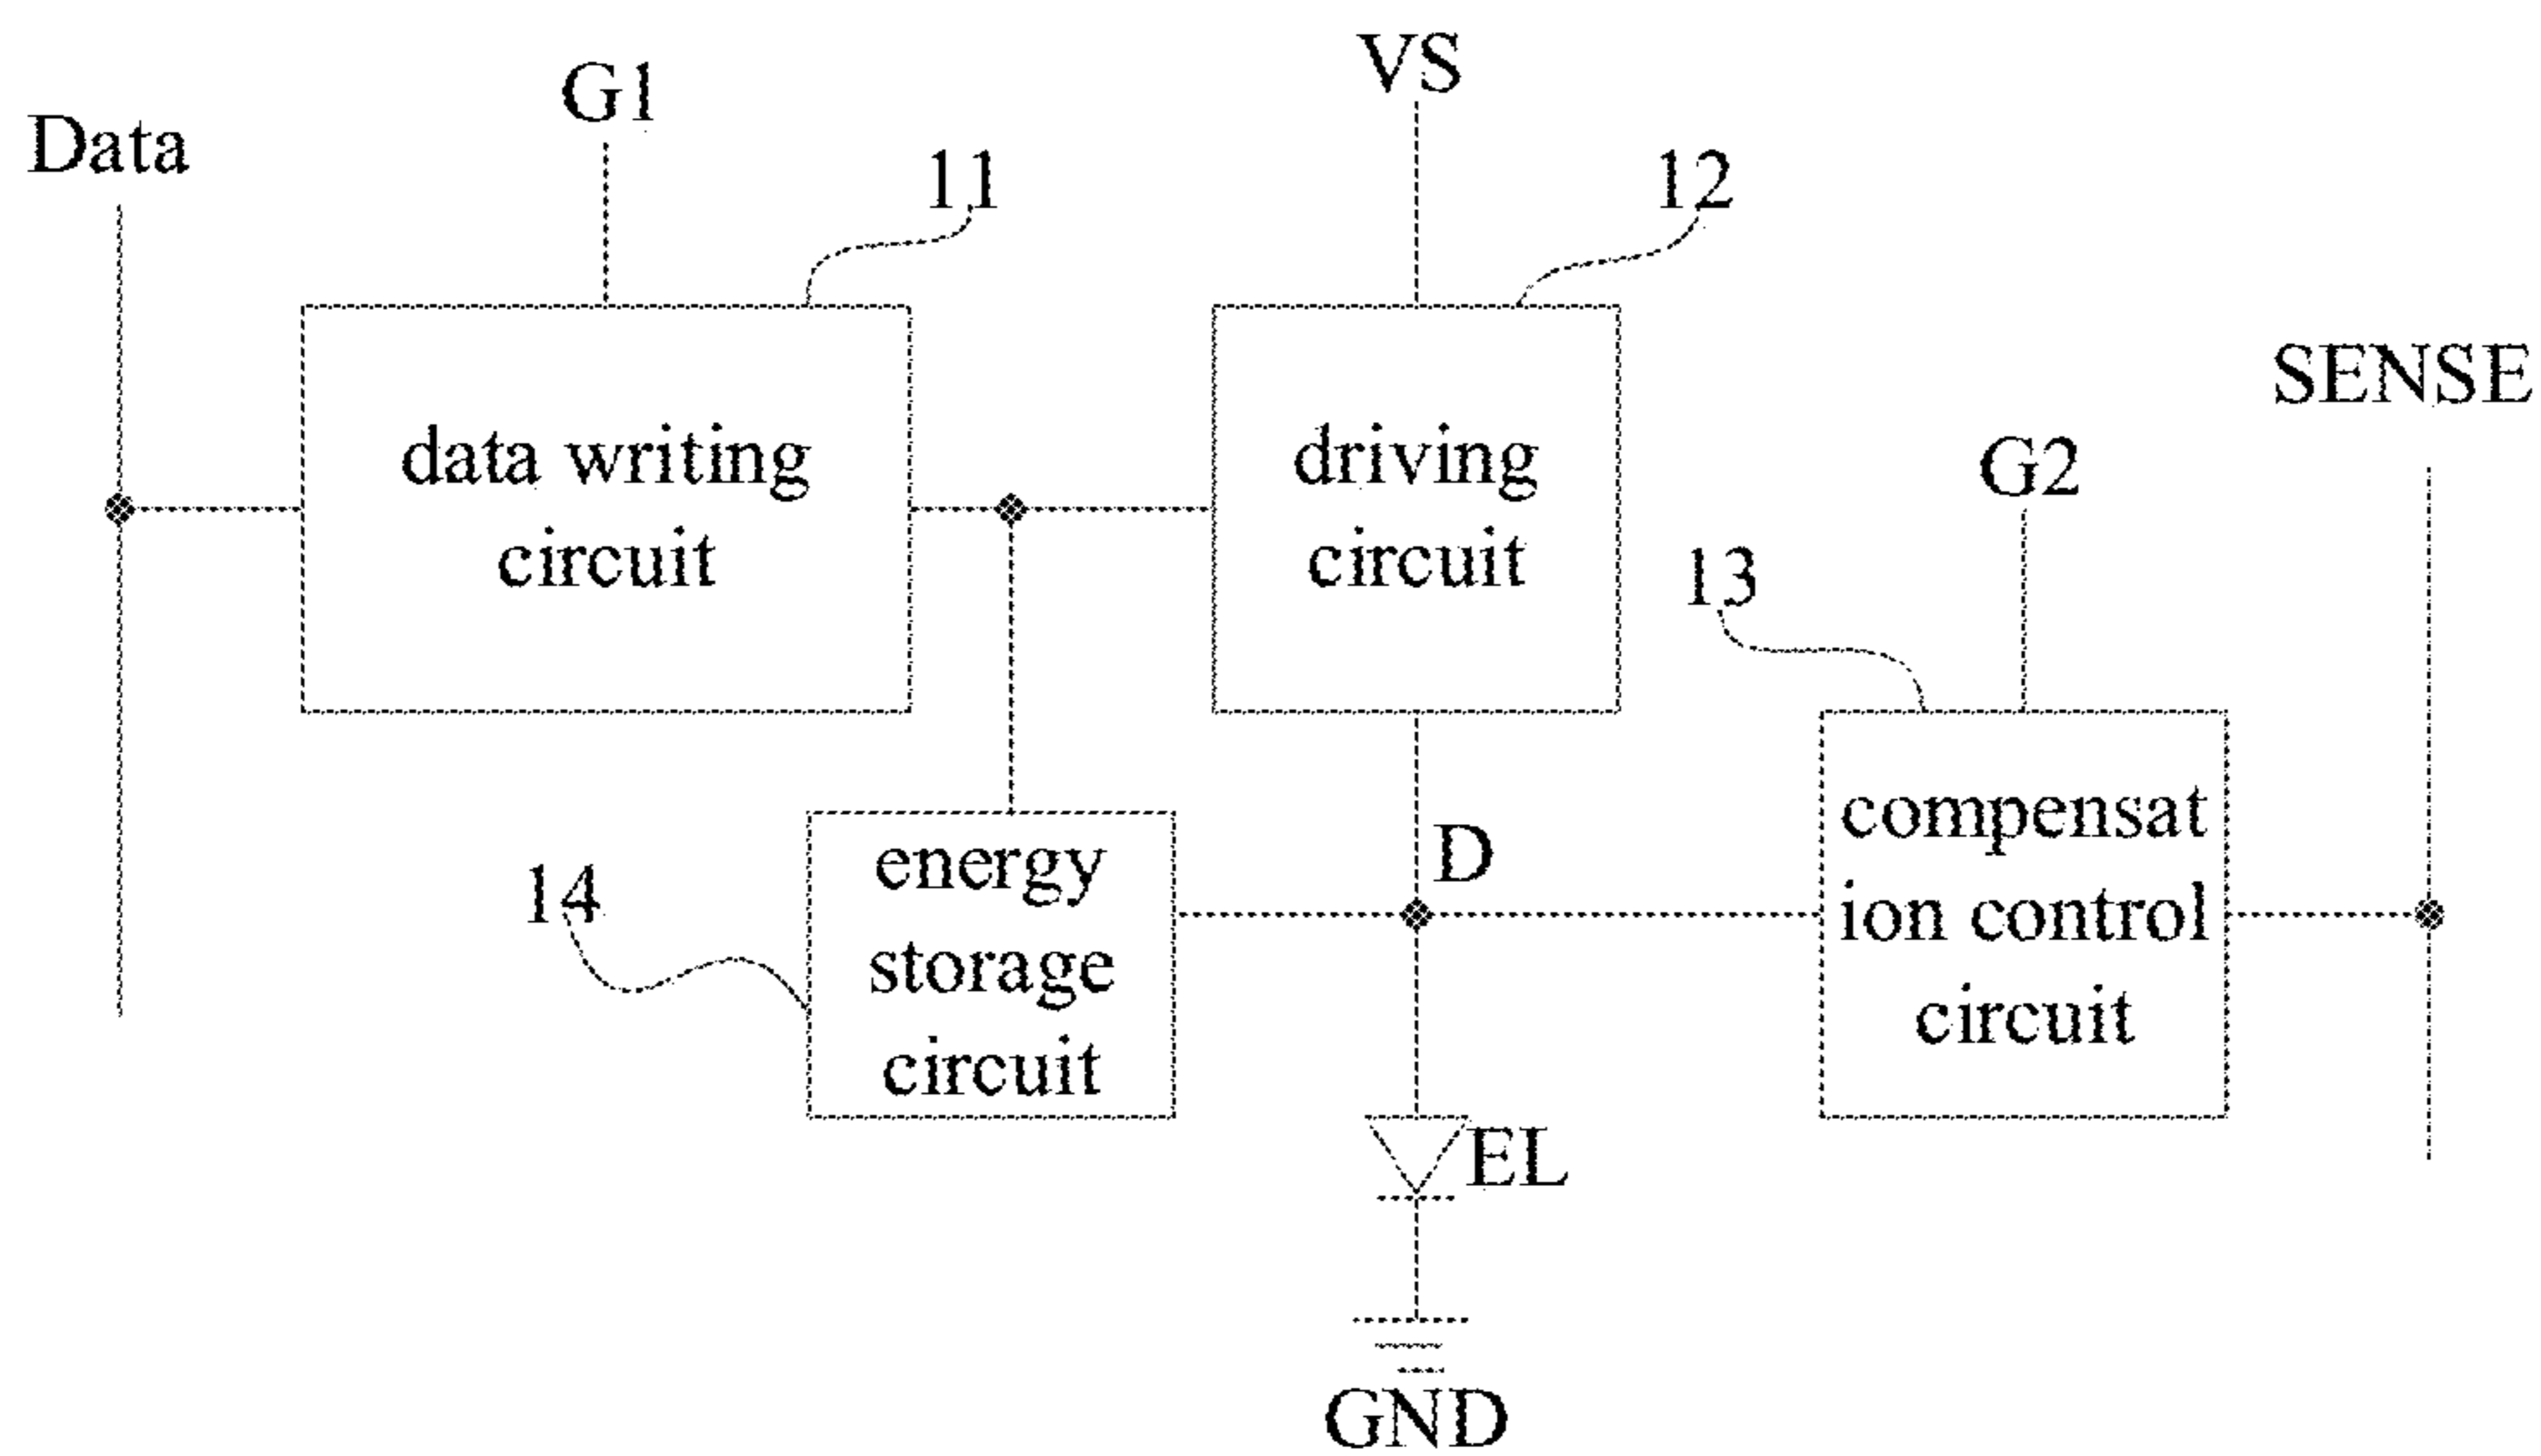 VS
G1
Data
11
12
SENSE
data writing
circuit
driving
circuit
G2
13
compensat
ion control
circuit
D
energy
storage
circuit
14
EL
GND